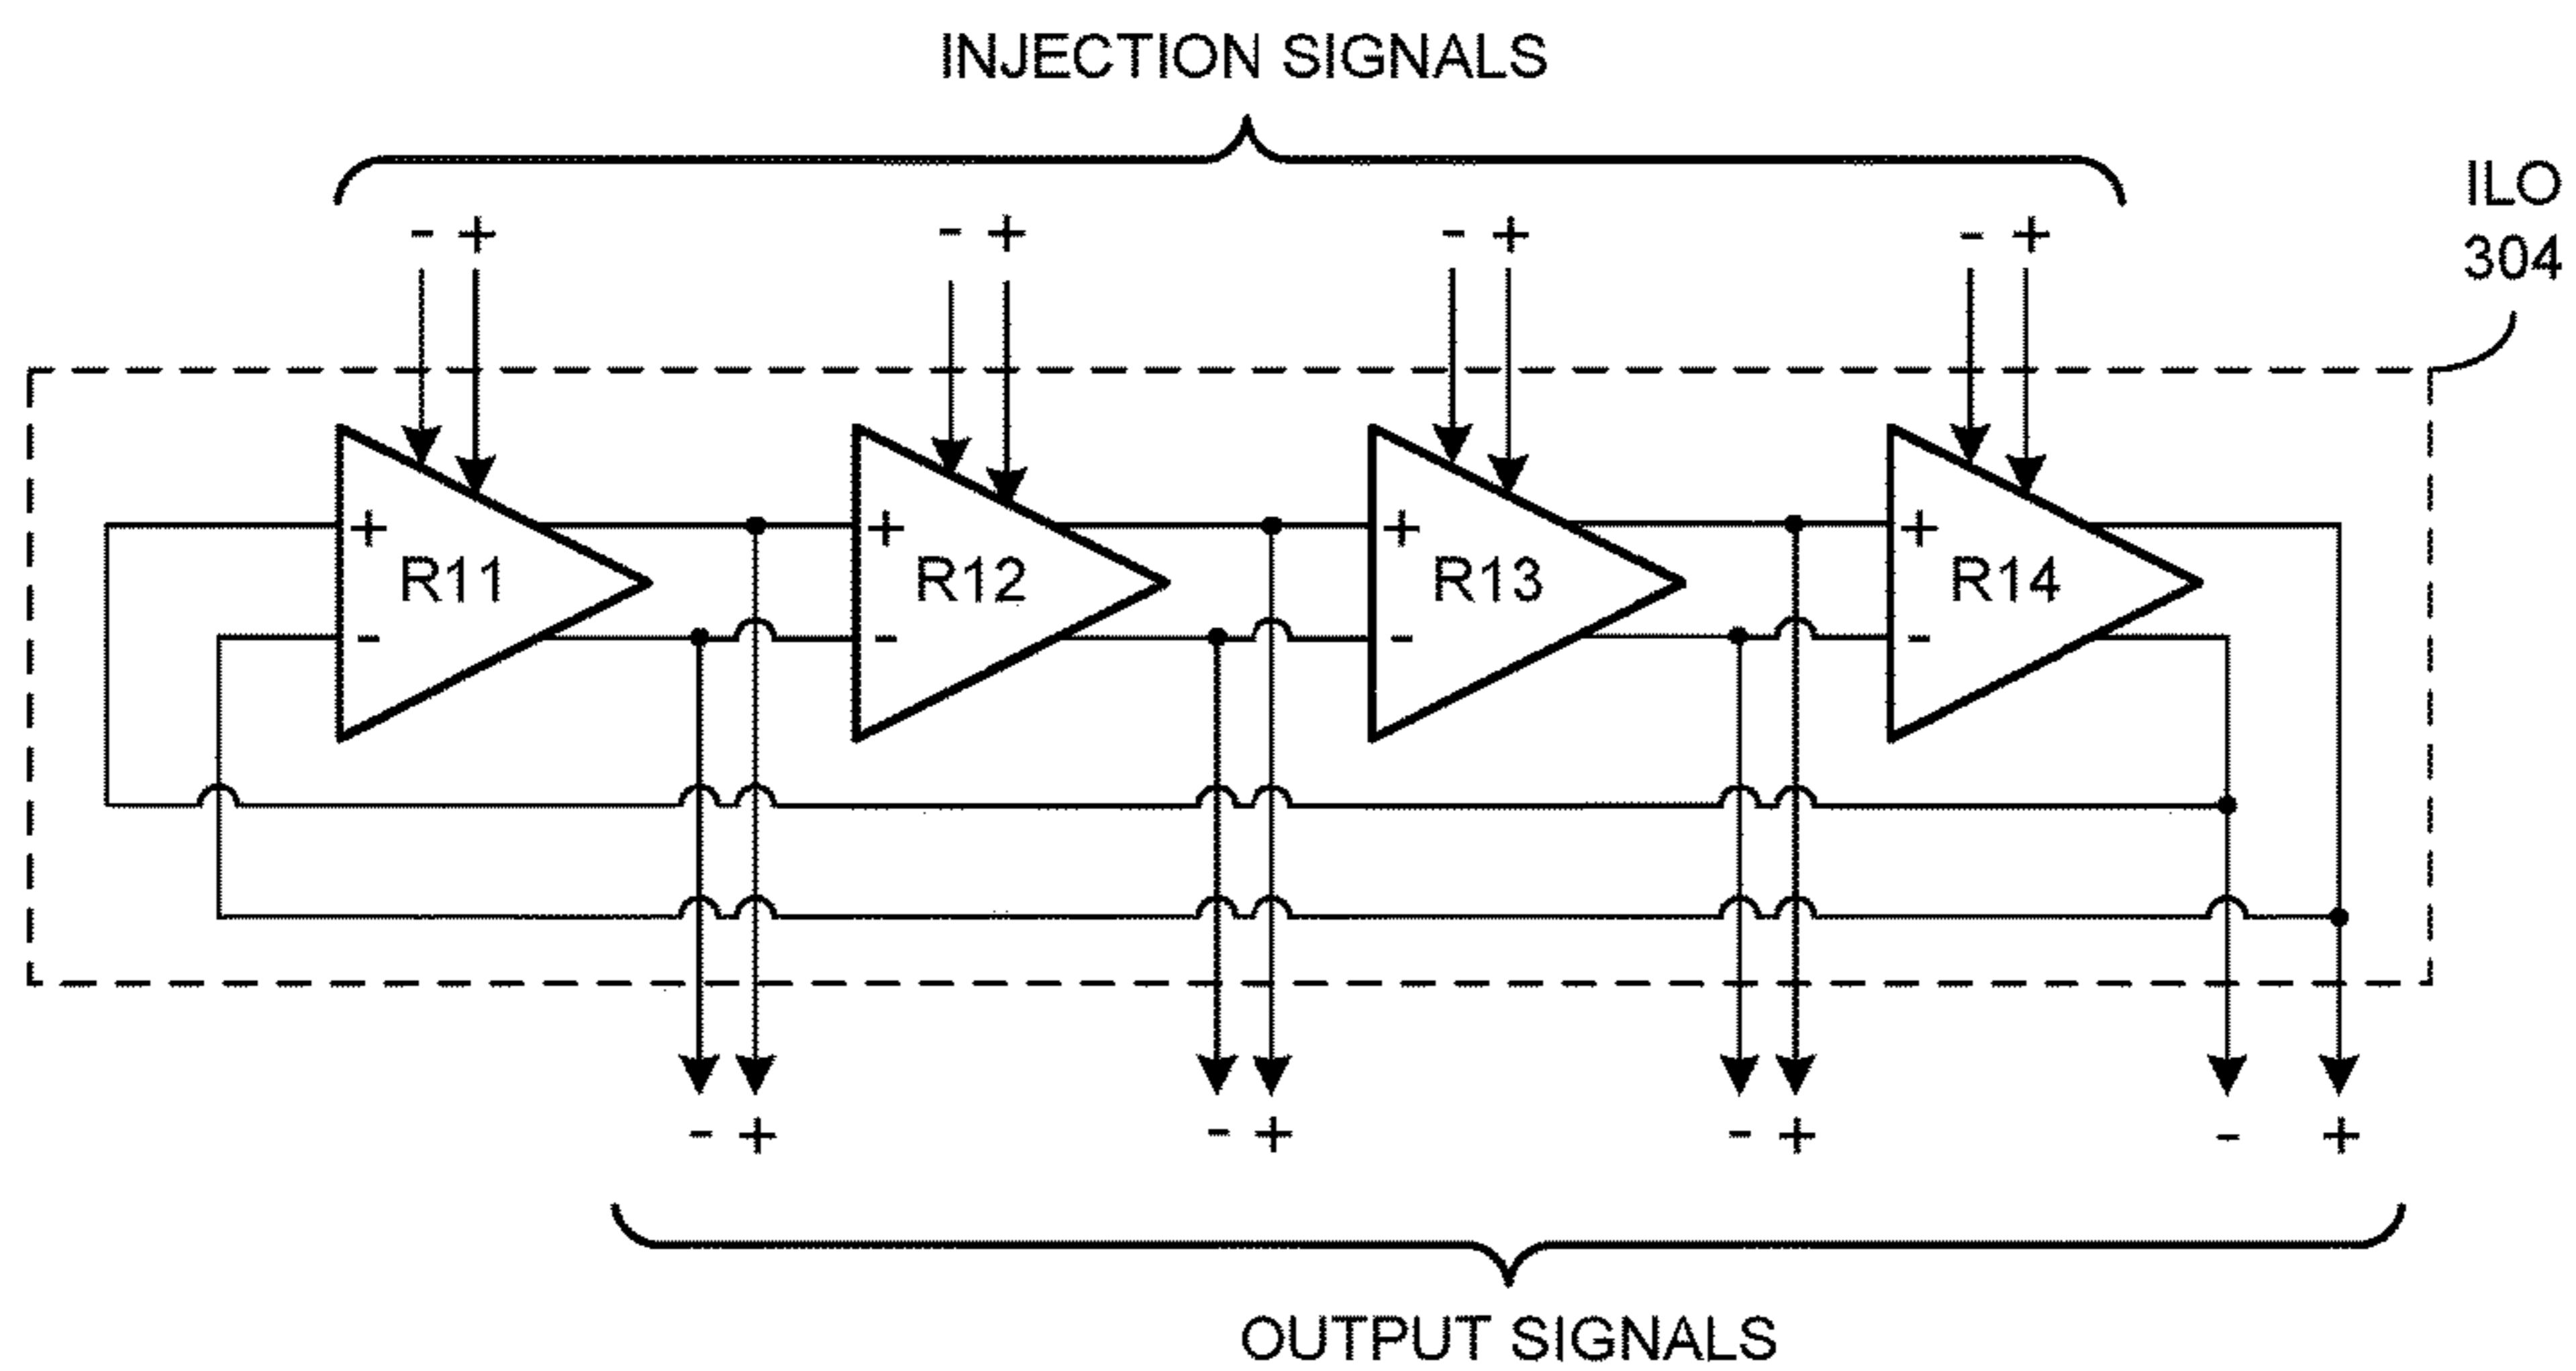 INJECTION SIGNALS
ILO
304
- + - + - + - +
+ + + +
R11 R12 R13 R14
- - - -
- + - + - + - +
OUTPUT SIGNALS